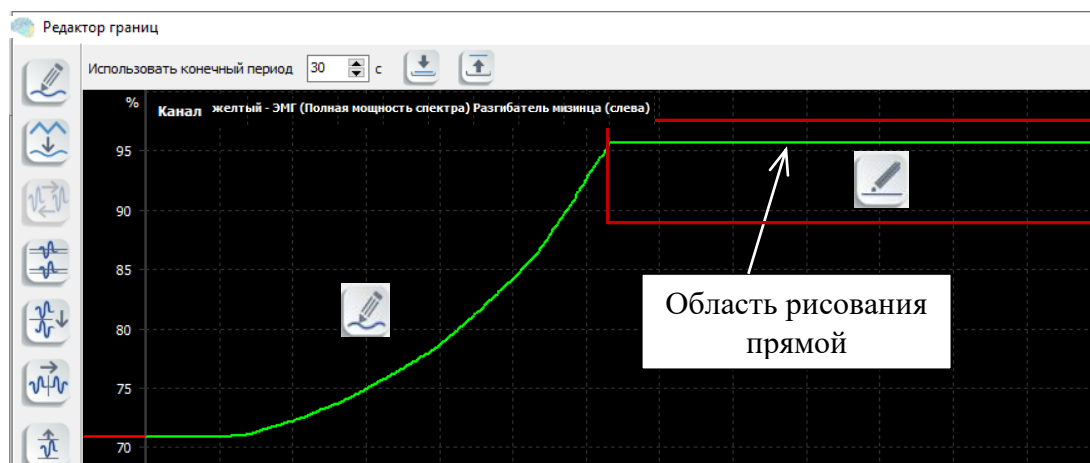 Редактор границ
Использовать конечный период 30 с
%
Канал желтый - ЭМГ (Полная мощность спектра) Разгибатель мизинца (слева)
95
90
85
80
75
70
Область рисования
прямой